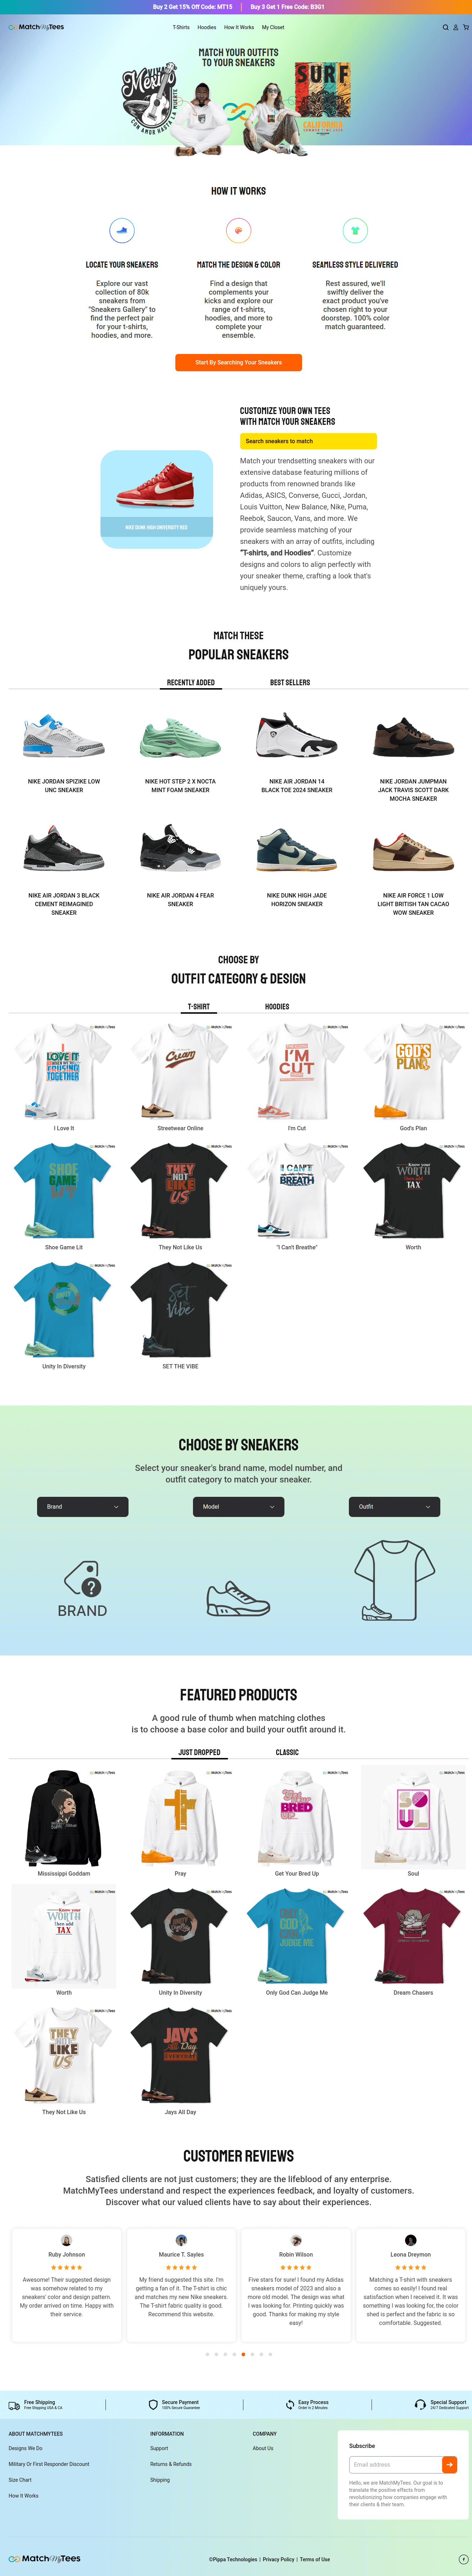 Buy 2 Get 15% Off Code: MT15 | Buy 3 Get 1 Free Code: B3G1
MatchMyTees
T-Shirts Hoodies How It Works My Closet
MATCH YOUR OUTFITS
TO YOUR SNEAKERS
México
CON AMOR HASTA LA MUERTE
SURF
CALIFORNIA
HOW IT WORKS
LOCATE YOUR SNEAKERS
Explore our vast
collection of 80k
sneakers from
"Sneakers Gallery" to
find the perfect pair
for your t-shirts,
hoodies, and more.
MATCH THE DESIGN & COLOR
Find a design that
complements your
kicks and explore our
range of t-shirts,
hoodies, and more to
complete your
ensemble.
SEAMLESS STYLE DELIVERED
Rest assured, we'll
swiftly deliver the
exact product you've
chosen right to your
doorstep. 100% color
match guaranteed.
Start By Searching Your Sneakers
CUSTOMIZE YOUR OWN TEES
WITH MATCH YOUR SNEAKERS
Search sneakers to match
NIKE DUNK HIGH UNIVERSITY RED
Match your trendsetting sneakers with our
extensive database featuring millions of
products from renowned brands like
Adidas, ASICS, Converse, Gucci, Jordan,
Louis Vuitton, New Balance, Nike, Puma,
Reebok, Saucon, Vans, and more. We
provide seamless matching of your
sneakers with an array of outfits, including
"T-shirts, and Hoodies". Customize
designs and colors to align perfectly with
your sneaker theme, crafting a look that's
uniquely yours.
MATCH THESE
POPULAR SNEAKERS
RECENTLY ADDED BEST SELLERS
NIKE JORDAN SPIZIKE LOW
UNC SNEAKER
NIKE HOT STEP 2 X NOCTA
MINT FOAM SNEAKER
NIKE AIR JORDAN 14
BLACK TOE 2024 SNEAKER
NIKE JORDAN JUMPMAN
JACK TRAVIS SCOTT DARK
MOCHA SNEAKER
NIKE AIR JORDAN 3 BLACK
CEMENT REIMAGINED
SNEAKER
NIKE AIR JORDAN 4 FEAR
SNEAKER
NIKE DUNK HIGH JADE
HORIZON SNEAKER
NIKE AIR FORCE 1 LOW
LIGHT BRITISH TAN CACAO
WOW SNEAKER
CHOOSE BY
OUTFIT CATEGORY & DESIGN
T-SHIRT HOODIES
I Love It
Streetwear Online
I'm Cut
God's Plan
Shoe Game Lit
They Not Like Us
"I Can't Breathe"
Worth
Unity In Diversity
SET THE VIBE
CHOOSE BY SNEAKERS
Select your sneaker's brand name, model number, and
outfit category to match your sneaker.
Brand Model Outfit
BRAND
FEATURED PRODUCTS
A good rule of thumb when matching clothes
is to choose a base color and build your outfit around it.
JUST DROPPED CLASSIC
Mississippi Goddam
Pray
Get Your Bred Up
Soul
Worth
Unity In Diversity
Only God Can Judge Me
Dream Chasers
They Not Like Us
Jays All Day
CUSTOMER REVIEWS
Satisfied clients are not just customers; they are the lifeblood of any enterprise.
MatchMyTees understand and respect the experiences feedback, and loyalty of customers.
Discover what our valued clients have to say about their experiences.
Ruby Johnson
Awesome! Their suggested design
was somehow related to my
sneakers' color and design pattern.
My order arrived on time. Happy with
their service.
Maurice T. Sayles
My friend suggested this site. I'm
getting a fan of it. The T-shirt is chic
and matches my new Nike sneakers.
The T-shirt fabric quality is good.
Recommend this website.
Robin Wilson
Five stars for sure! I found my Adidas
sneakers model of 2023 and also a
more old model. The design was what
I was looking for. Printing quality was
good. Thanks for making my style
easy!
Leona Dreymon
Matching a T-shirt with sneakers
comes so easily! I found real
satisfaction when I received it. It was
something I was looking for, the color
shed is perfect and the fabric is so
comfortable. Suggested.
Free Shipping
Free Shipping USA & CA
Secure Payment
100% Secure Guarantee
Easy Process
Order in 2 Minutes
Special Support
24/7 Dedicated Support
ABOUT MATCHMYTEES
Designs We Do
Military Or First Responder Discount
Size Chart
How It Works
INFORMATION
Support
Returns & Refunds
Shipping
COMPANY
About Us
Subscribe
Email address
Hello, we are MatchMyTees. Our goal is to
translate the positive effects from
revolutionizing how companies engage with
their clients & their team
MatchMyTees
©Pippa Technologies | Privacy Policy | Terms of Use